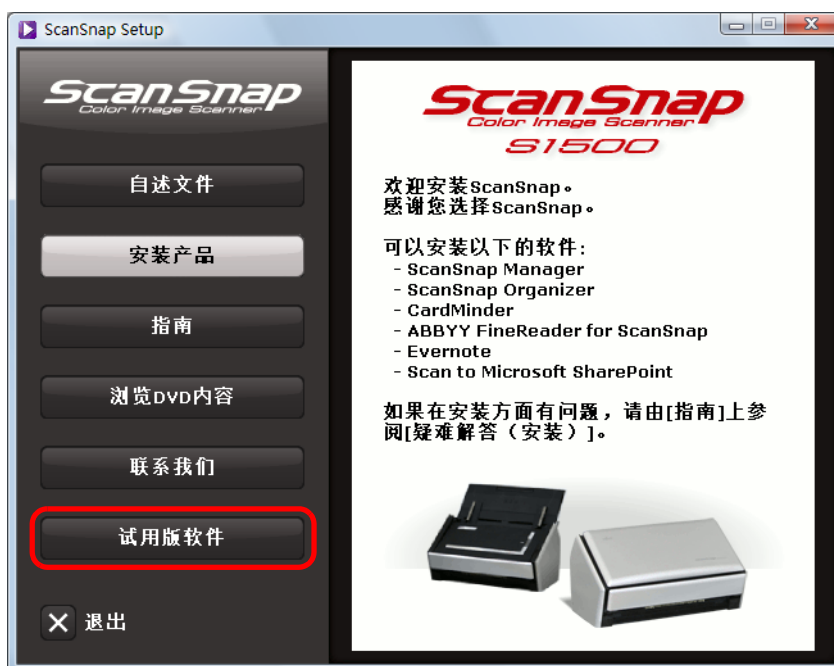 ScanSnap Setup
ScanSnap
Color Image Scanner
自述文件
安装产品
指南
浏览DVD内容
联系我们
试用版软件
退出
ScanSnap
Color Image Scanner
S1500
欢迎安装ScanSnap。
感谢您选择ScanSnap。
可以安装以下的软件:
- ScanSnap Manager
- ScanSnap Organizer
- CardMinder
- ABBYY FineReader for ScanSnap
- Evernote
- Scan to Microsoft SharePoint
如果在安装方面有问题，请由[指南]上参
阅[疑难解答（安装）]。